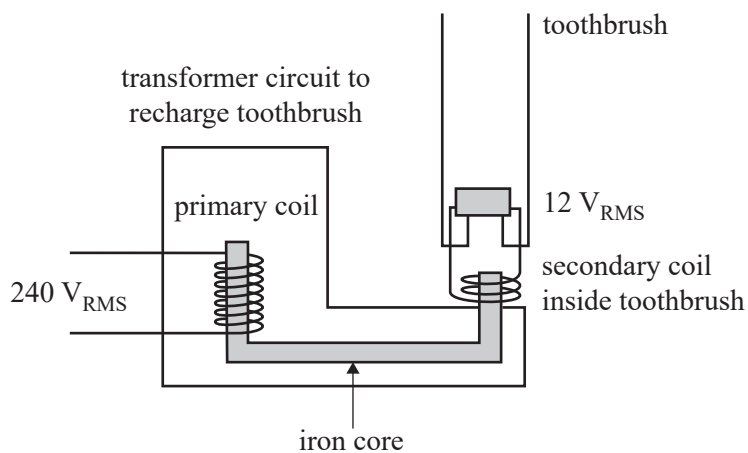 toothbrush
transformer circuit to
recharge toothbrush
primary coil
12 V_RMS
secondary coil
inside toothbrush
240 V_RMS
iron core